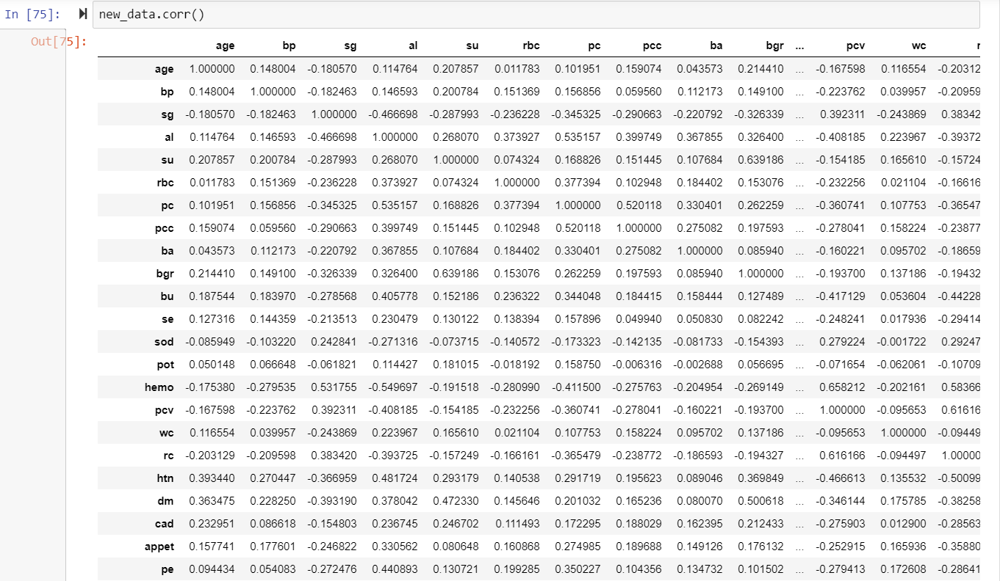 In [75]: new_data.corr()
Out[75]:
age bp sg al su rbc pc pcc ba bgr ... pcv wc r
age 1.000000 0.148004 -0.180570 0.114764 0.207857 0.011783 0.101951 0.159074 0.043573 0.214410 ... -0.167598 0.116554 -0.20312
bp 0.148004 1.000000 -0.182463 0.146593 0.200784 0.151369 0.156856 0.059560 0.112173 0.149100 ... -0.223762 0.039957 -0.20959
sg -0.180570 -0.182463 1.000000 -0.466698 -0.287993 -0.236228 -0.345325 -0.290663 -0.220792 -0.326339 ... 0.392311 -0.243869 0.38342
al 0.114764 0.146593 -0.466698 1.000000 0.268070 0.373927 0.535157 0.399749 0.367855 0.326400 ... -0.408185 0.223967 -0.39372
su 0.207857 0.200784 -0.287993 0.268070 1.000000 0.074324 0.168826 0.151445 0.107684 0.639186 ... -0.154185 0.165610 -0.15724
rbc 0.011783 0.151369 -0.236228 0.373927 0.074324 1.000000 0.377394 0.102948 0.184402 0.153076 ... -0.232256 0.021104 -0.16616
pc 0.101951 0.156856 -0.345325 0.535157 0.168826 0.377394 1.000000 0.520118 0.330401 0.262259 ... -0.360741 0.107753 -0.36547
pcc 0.159074 0.059560 -0.290663 0.399749 0.151445 0.102948 0.520118 1.000000 0.275082 0.197593 ... -0.278041 0.158224 -0.23877
ba 0.043573 0.112173 -0.220792 0.367855 0.107684 0.184402 0.330401 0.275082 1.000000 0.085940 ... -0.160221 0.095702 -0.18659
bgr 0.214410 0.149100 -0.326339 0.326400 0.639186 0.153076 0.262259 0.197593 0.085940 1.000000 ... -0.193700 0.137186 -0.19432
bu 0.187544 0.183970 -0.278568 0.405778 0.152186 0.236322 0.344048 0.184415 0.158444 0.127489 ... -0.417129 0.053604 -0.44228
se 0.127316 0.144359 -0.213513 0.230479 0.130122 0.138394 0.157896 0.049940 0.050830 0.082242 ... -0.248241 0.017936 -0.29414
sod -0.085949 -0.103220 0.242841 -0.271316 -0.073715 -0.140572 -0.173323 -0.142135 -0.081733 -0.154393 ... 0.279224 -0.001722 0.29247
pot 0.050148 0.066648 -0.061821 0.114427 0.181015 -0.018192 0.158750 -0.006316 -0.002688 0.056695 ... -0.071654 -0.062061 -0.10709
hemo -0.175380 -0.279535 0.531755 -0.549697 -0.191518 -0.280990 -0.411500 -0.275763 -0.204954 -0.269149 ... 0.658212 -0.202161 0.58366
pcv -0.167598 -0.223762 0.392311 -0.408185 -0.154185 -0.232256 -0.360741 -0.278041 -0.160221 -0.193700 ... 1.000000 -0.095653 0.61616
wc 0.116554 0.039957 -0.243869 0.223967 0.165610 0.021104 0.107753 0.158224 0.095702 0.137186 ... -0.095653 1.000000 -0.09449
rc -0.203129 -0.209598 0.383420 -0.393725 -0.157249 -0.166161 -0.365479 -0.238772 -0.186593 -0.194327 ... 0.616166 -0.094497 1.00000
htn 0.393440 0.270447 -0.366959 0.481724 0.293179 0.140538 0.291719 0.195623 0.089046 0.369849 ... -0.466613 0.135532 -0.50099
dm 0.363475 0.228250 -0.393190 0.378042 0.472330 0.145646 0.201032 0.165236 0.080070 0.500618 ... -0.346144 0.175785 -0.38258
cad 0.232951 0.086618 -0.154803 0.236745 0.246702 0.111493 0.172295 0.188029 0.162395 0.212433 ... -0.275903 0.012900 -0.28563
appet 0.157741 0.177601 -0.246822 0.330562 0.080648 0.160868 0.274985 0.189688 0.149126 0.176132 ... -0.252915 0.165936 -0.35880
pe 0.094434 0.054083 -0.272476 0.440893 0.130721 0.199285 0.350227 0.104356 0.134732 0.101502 ... -0.279413 0.172608 -0.28641